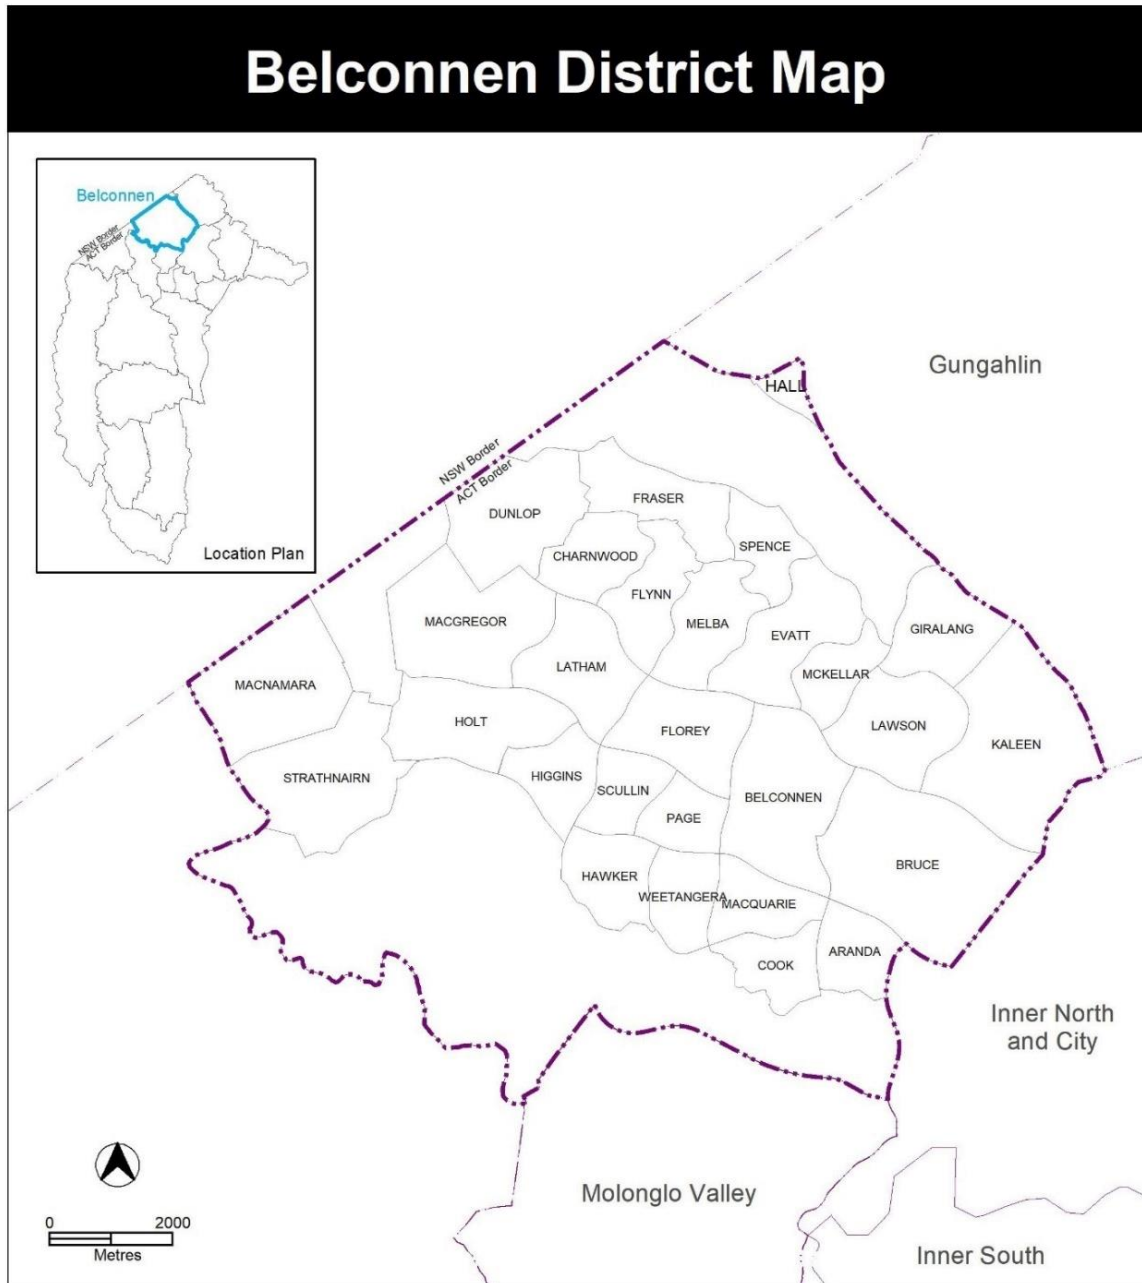 Belconnen District Map
Belconnen
NSW Border
ACT Border
Location Plan
Gungahlin
HALL
NSW Border
ACT Border
DUNLOP
FRASER
CHARNWOOD
SPENCE
FLYNN
MACGREGOR
MELBA
EVATT
GIRALANG
LATHAM
MCKELLAR
MACNAMARA
HOLT
FLOREY
LAWSON
KALEEN
STRATHNAIRN
HIGGINS
SCULLIN
BELCONNEN
PAGE
BRUCE
HAWKER
WEETANGERA
MACQUARIE
COOK
ARANDA
Inner North
and City
Molonglo Valley
Inner South
0 2000
Metres